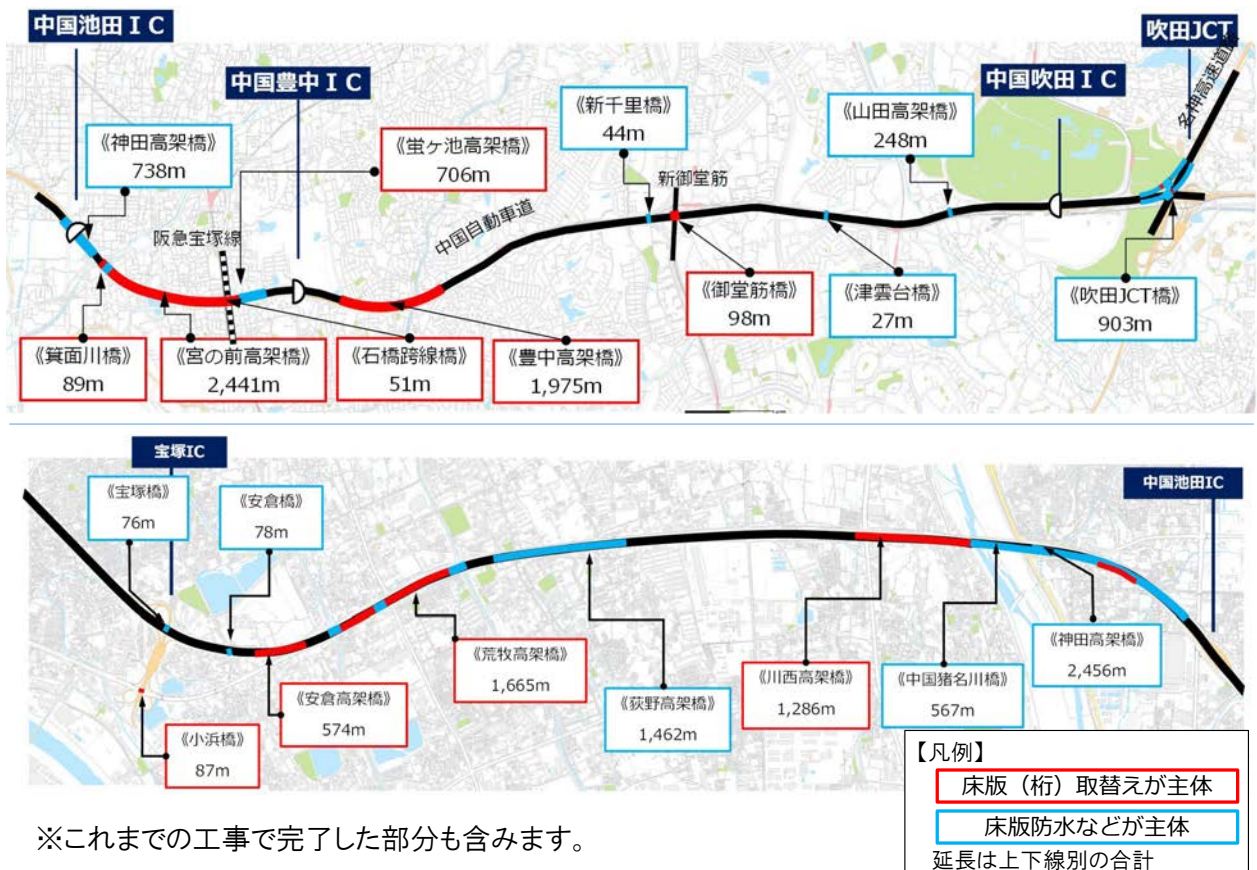 中国池田ＩＣ
吹田JCT
中国豊中ＩＣ
中国吹田ＩＣ
名神高速道路
《神田高架橋》
738m
《蛍ヶ池高架橋》
706m
《新千里橋》
44m
《山田高架橋》
248m
新御堂筋
阪急宝塚線
中国自動車道
《箕面川橋》
89m
《宮の前高架橋》
2,441m
《石橋跨線橋》
51m
《豊中高架橋》
1,975m
《御堂筋橋》
98m
《津雲台橋》
27m
《吹田JCT橋》
903m
宝塚IC
中国池田IC
《宝塚橋》
76m
《安倉橋》
78m
《小浜橋》
87m
《安倉高架橋》
574m
《荒牧高架橋》
1,665m
《荻野高架橋》
1,462m
《川西高架橋》
1,286m
《中国猪名川橋》
567m
《神田高架橋》
2,456m
【凡例】
床版（桁）取替えが主体
床版防水などが主体
延長は上下線別の合計
※これまでの工事で完了した部分も含みます。